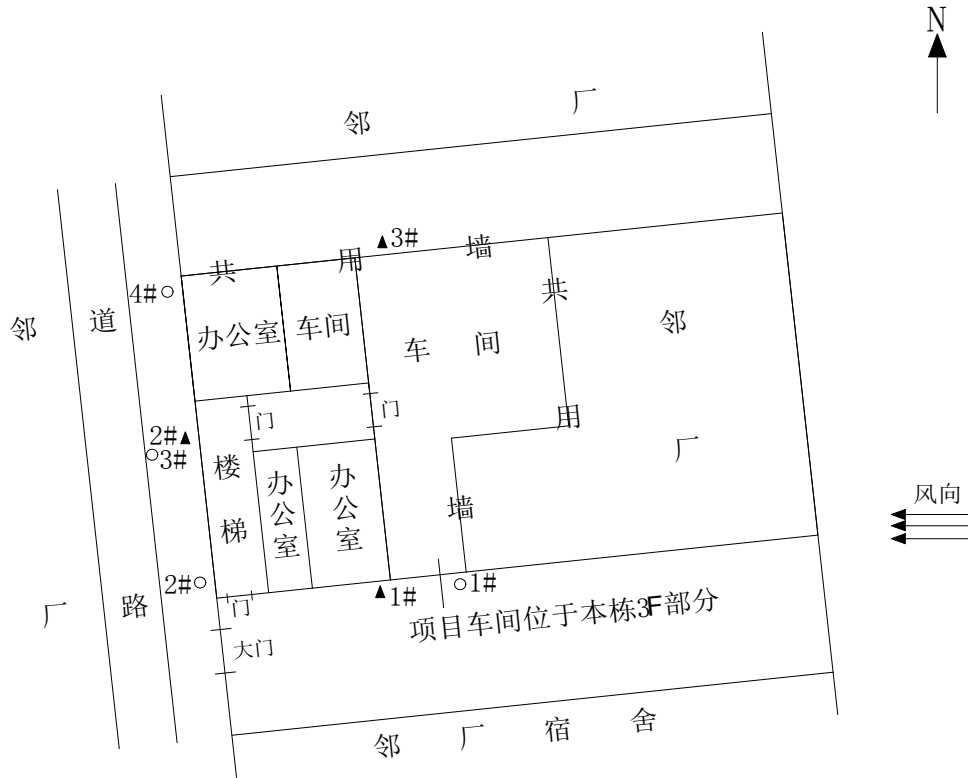 N
邻 厂
▲3#
共 用 墙
4#○
邻 道
办公室
车间
车 间
共 用 墙
邻 厂
门
门
2#▲
○3#
楼梯
办公室
办公室
风向
2#○
▲1#
○1#
厂 路
门
大门
项目车间位于本栋3F部分
邻 厂 宿 舍